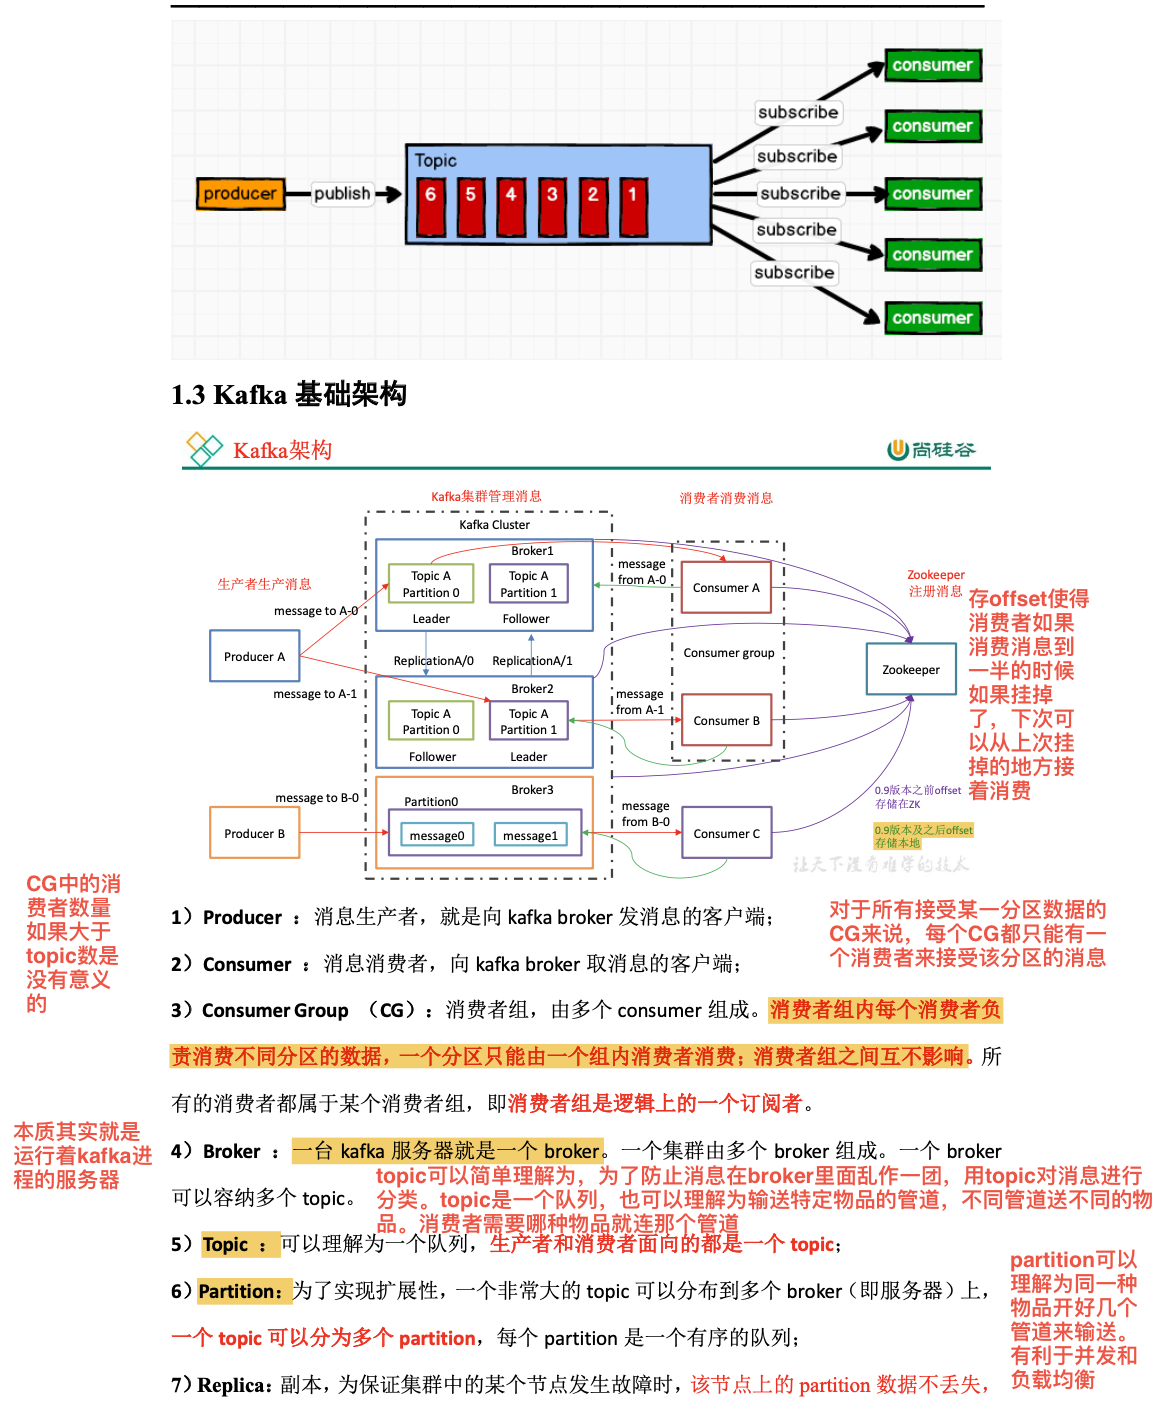 consumer
subscribe
consumer
subscribe
Topic
producer
publish
6 5 4 3 2 1
subscribe
consumer
subscribe
consumer
subscribe
consumer
1.3 Kafka 基础架构
Kafka架构
尚硅谷
Kafka集群管理消息
消费者消费消息
Kafka Cluster
Broker1
生产者生产消息
Topic A
Partition 0
Topic A
Partition 1
message
from A-0
Consumer A
Zookeeper
注册消息
message to A-0
Leader
Follower
Producer A
ReplicationA/0
ReplicationA/1
Consumer group
Zookeeper
message to A-1
Broker2
Topic A
Partition 0
Topic A
Partition 1
message
from A-1
Consumer B
Follower
Leader
存offset使得
消费者如果
消费消息到
一半的时候
如果挂掉
了，下次可
以从上次挂
掉的地方接
着消费
message to B-0
Broker3
Partition0
message
from B-0
0.9版本之前offset
存储在ZK
Producer B
message0
message1
Consumer C
0.9版本及之后offset
存储本地
让天下没有难学的技术
CG中的消
费者数量
如果大于
topic数是
没有意义
的
对于所有接受某一分区数据的
CG来说，每个CG都只能有一
个消费者来接受该分区的消息
1）Producer ：消息生产者，就是向 kafka broker 发消息的客户端；
2）Consumer ：消息消费者，向 kafka broker 取消息的客户端；
3）Consumer Group （CG）：消费者组，由多个 consumer 组成。消费者组内每个消费者负
责消费不同分区的数据，一个分区只能由一个组内消费者消费；消费者组之间互不影响。所
有的消费者都属于某个消费者组，即消费者组是逻辑上的一个订阅者。
本质其实就是
运行着kafka进
程的服务器
4）Broker ：一台 kafka 服务器就是一个 broker。一个集群由多个 broker 组成。一个 broker
可以容纳多个 topic。
topic可以简单理解为，为了防止消息在broker里面乱作一团，用topic对消息进行
分类。topic是一个队列，也可以理解为输送特定物品的管道，不同管道送不同的物
品。消费者需要哪种物品就连那个管道
5）Topic ：可以理解为一个队列，生产者和消费者面向的都是一个 topic；
6）Partition：为了实现扩展性，一个非常大的 topic 可以分布到多个 broker（即服务器）上，
一个 topic 可以分为多个 partition，每个 partition 是一个有序的队列；
partition可以
理解为同一种
物品开好几个
管道来输送。
有利于并发和
负载均衡
7）Replica：副本，为保证集群中的某个节点发生故障时，该节点上的 partition 数据不丢失，